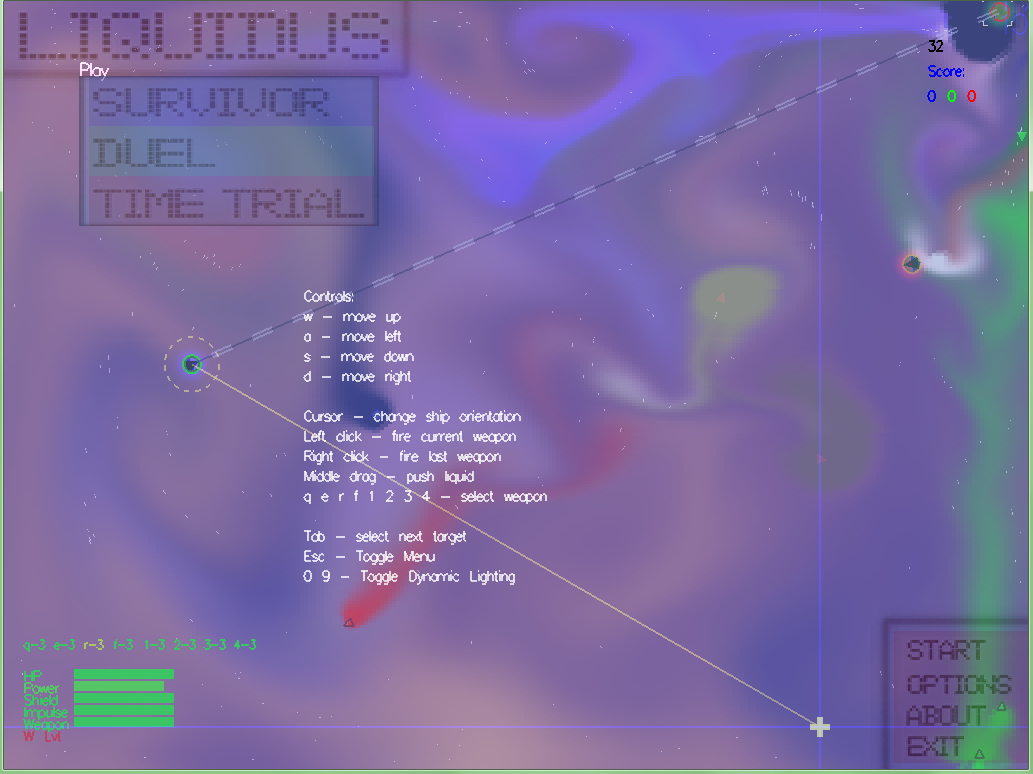 LIQUIDUS
Play
SURVIVOR
DUEL
TIME TRIAL
32
Score:
0 0 0
Controls:
w - move up
a - move left
s - move down
d - move right
Cursor - change ship orientation
Left click - fire current weapon
Right click - fire last weapon
Middle drag - push liquid
q e r f 1 2 3 4 - select weapon
Tab - select next target
Esc - Toggle Menu
0 9 - Toggle Dynamic Lighting
q-3 e-3 r-3 f-3 1-3 2-3 3-3 4-3
HP
Power
Shield
Impulse
Weapon
W Lvl
START
OPTIONS
ABOUT
EXIT